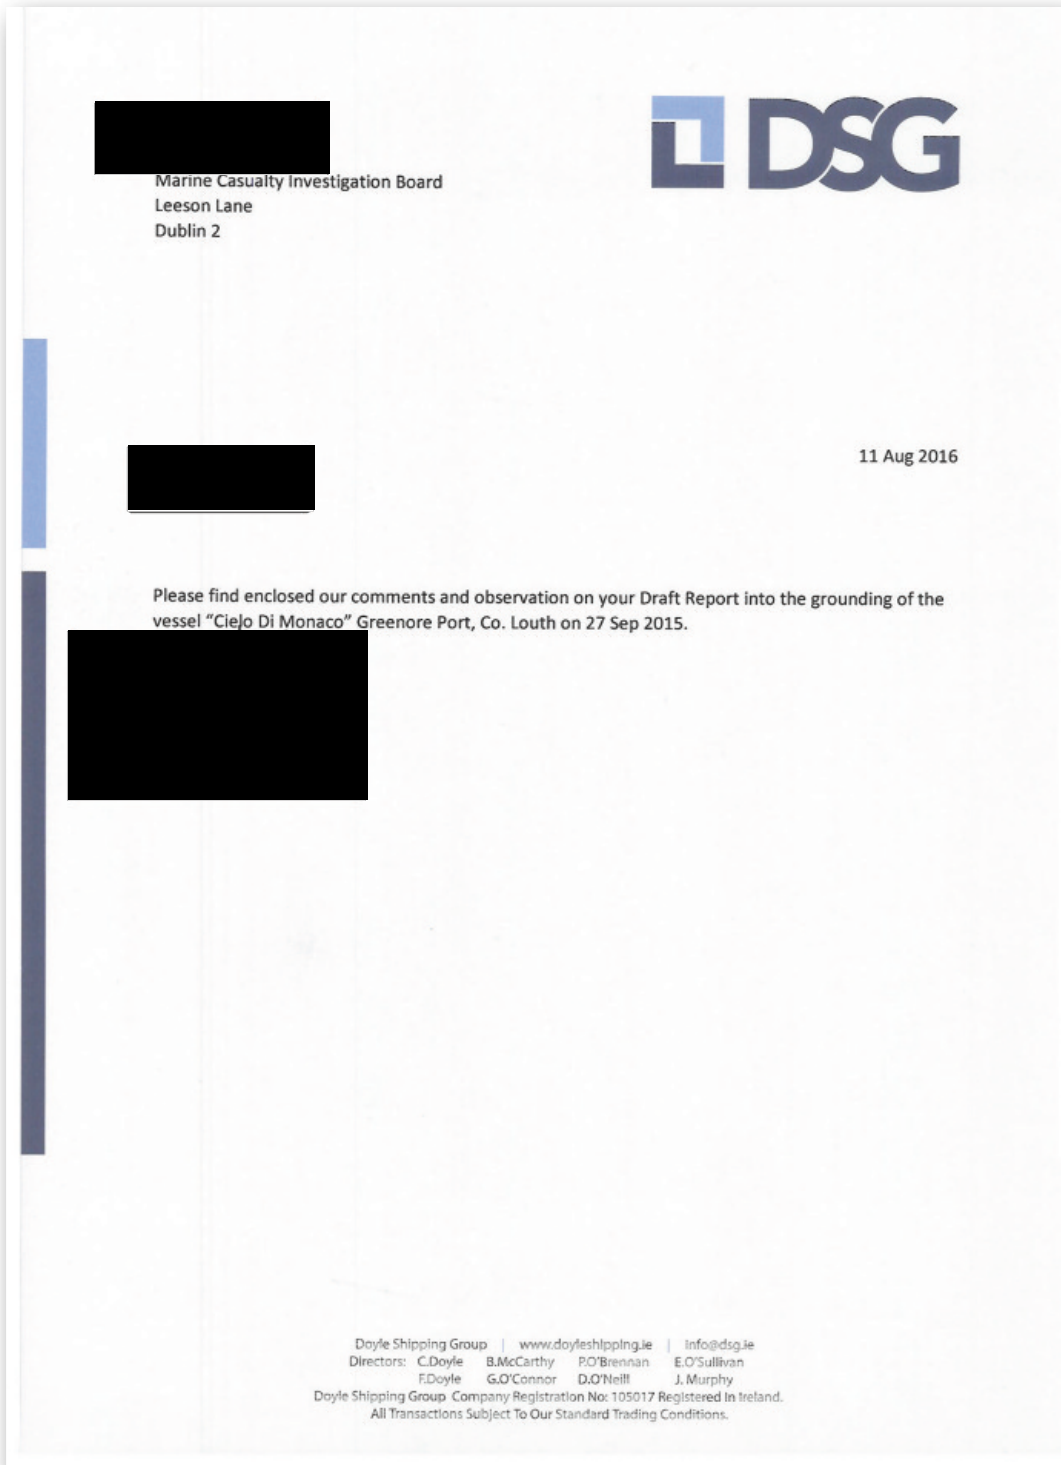 DSG
Marine Casualty Investigation Board
Leeson Lane
Dublin 2
11 Aug 2016
Please find enclosed our comments and observation on your Draft Report into the grounding of the
vessel “Cielo Di Monaco” Greenore Port, Co. Louth on 27 Sep 2015.
Doyle Shipping Group | www.doyleshipping.ie | info@dsg.ie
Directors: C.Doyle B.McCarthy P.O'Brennan E.O'Sullivan
F.Doyle G.O'Connor D.O'Neill J. Murphy
Doyle Shipping Group Company Registration No: 105017 Registered in Ireland.
All Transactions Subject To Our Standard Trading Conditions.